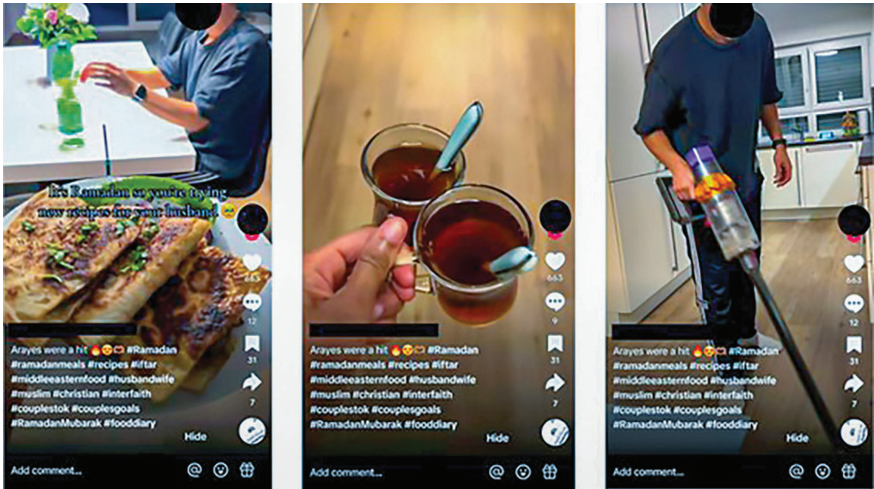 It's Ramadan so you're trying
new recipes for your husband 🥹
663
12
31
7
Arayes were a hit 🔥😍🫶 #Ramadan
#ramadanmeals #recipes #iftar
#middleeasternfood #husbandwife
#muslim #christian #interfaith
#couplestok #couplesgoals
#RamadanMubarak #fooddiary
Hide
Add comment...
663
9
31
7
Arayes were a hit 🔥😍🫶 #Ramadan
#ramadanmeals #recipes #iftar
#middleeasternfood #husbandwife
#muslim #christian #interfaith
#couplestok #couplesgoals
#RamadanMubarak #fooddiary
Hide
Add comment...
663
12
31
7
Arayes were a hit 🔥😍🫶 #Ramadan
#ramadanmeals #recipes #iftar
#middleeasternfood #husbandwife
#muslim #christian #interfaith
#couplestok #couplesgoals
#RamadanMubarak #fooddiary
Hide
Add comment...